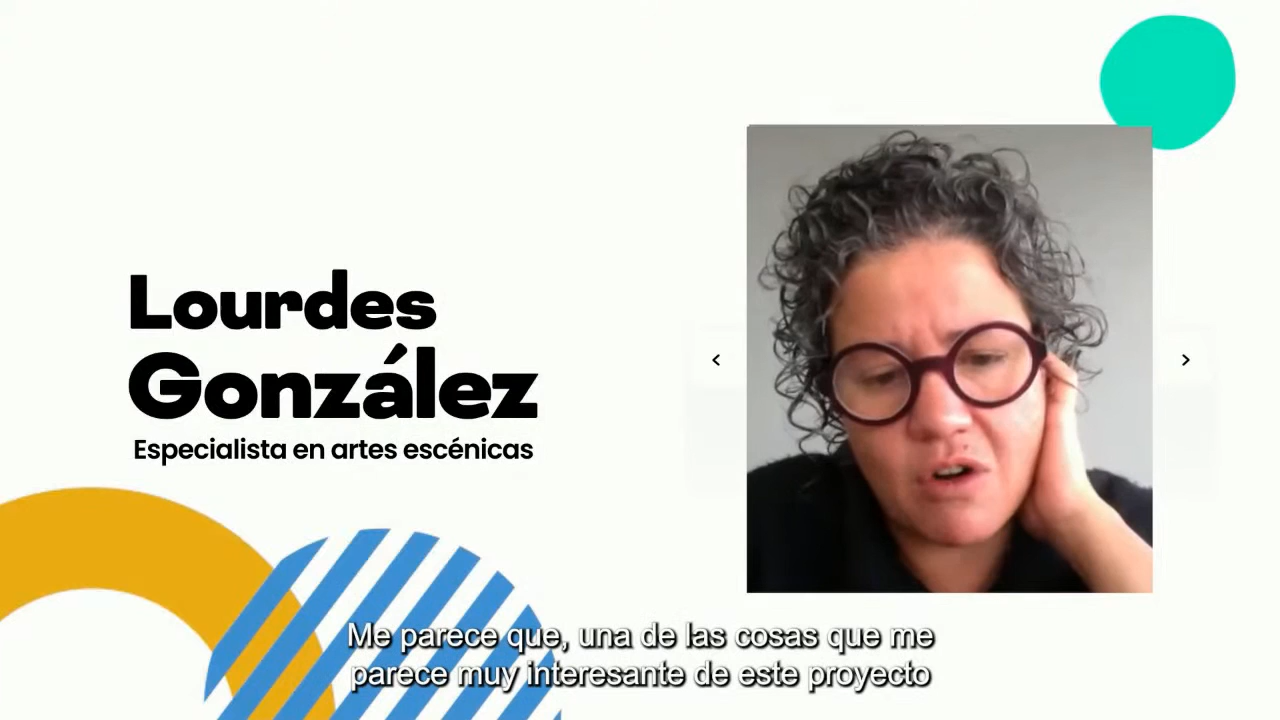 Lourdes
González
Especialista en artes escénicas
Me parece que, una de las cosas que me
parece muy interesante de este proyecto